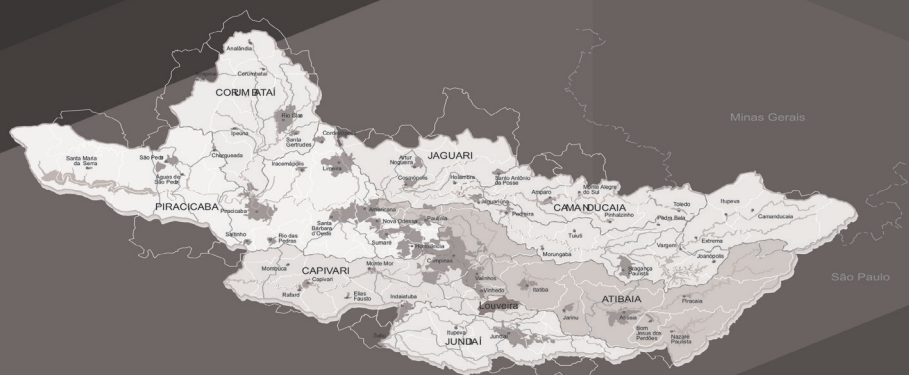 Analândia
Corumbataí
CORUMBATAÍ
Rio Claro
Ipeúna
Santa
Gertrudes
Charqueada
Iracemápolis
Limeira
Santa Maria
da Serra
São Pedro
Águas de
São Pedro
PIRACICABA
Piracicaba
Saltinho
Rio das
Pedras
Santa
Bárbara
d'Oeste
Americana
Nova Odessa
Paulínia
Sumaré
Hortolândia
Campinas
Artur
Nogueira
JAGUARI
Cosmópolis
Holambra
Santo Antônio
da Posse
Jaguariúna
Pedreira
Amparo
Monte Alegre
do Sul
CAMANDUCAIA
Pinhalzinho
Toledo
Pedra Bela
Itapeva
Camanducaia
Tuiuti
Morungaba
Vargem
Extrema
Joanópolis
Bragança
Paulista
Minas Gerais
São Paulo
Mombuca
CAPIVARI
Capivari
Rafard
Monte Mor
Elias
Fausto
Indaiatuba
Valinhos
Vinhedo
Louveira
Itatiba
ATIBAIA
Atibaia
Piracaia
Jarinu
Bom
Jesus dos
Perdões
Nazaré
Paulista
Salto
Itupeva
JUNDIAÍ
Jundiaí